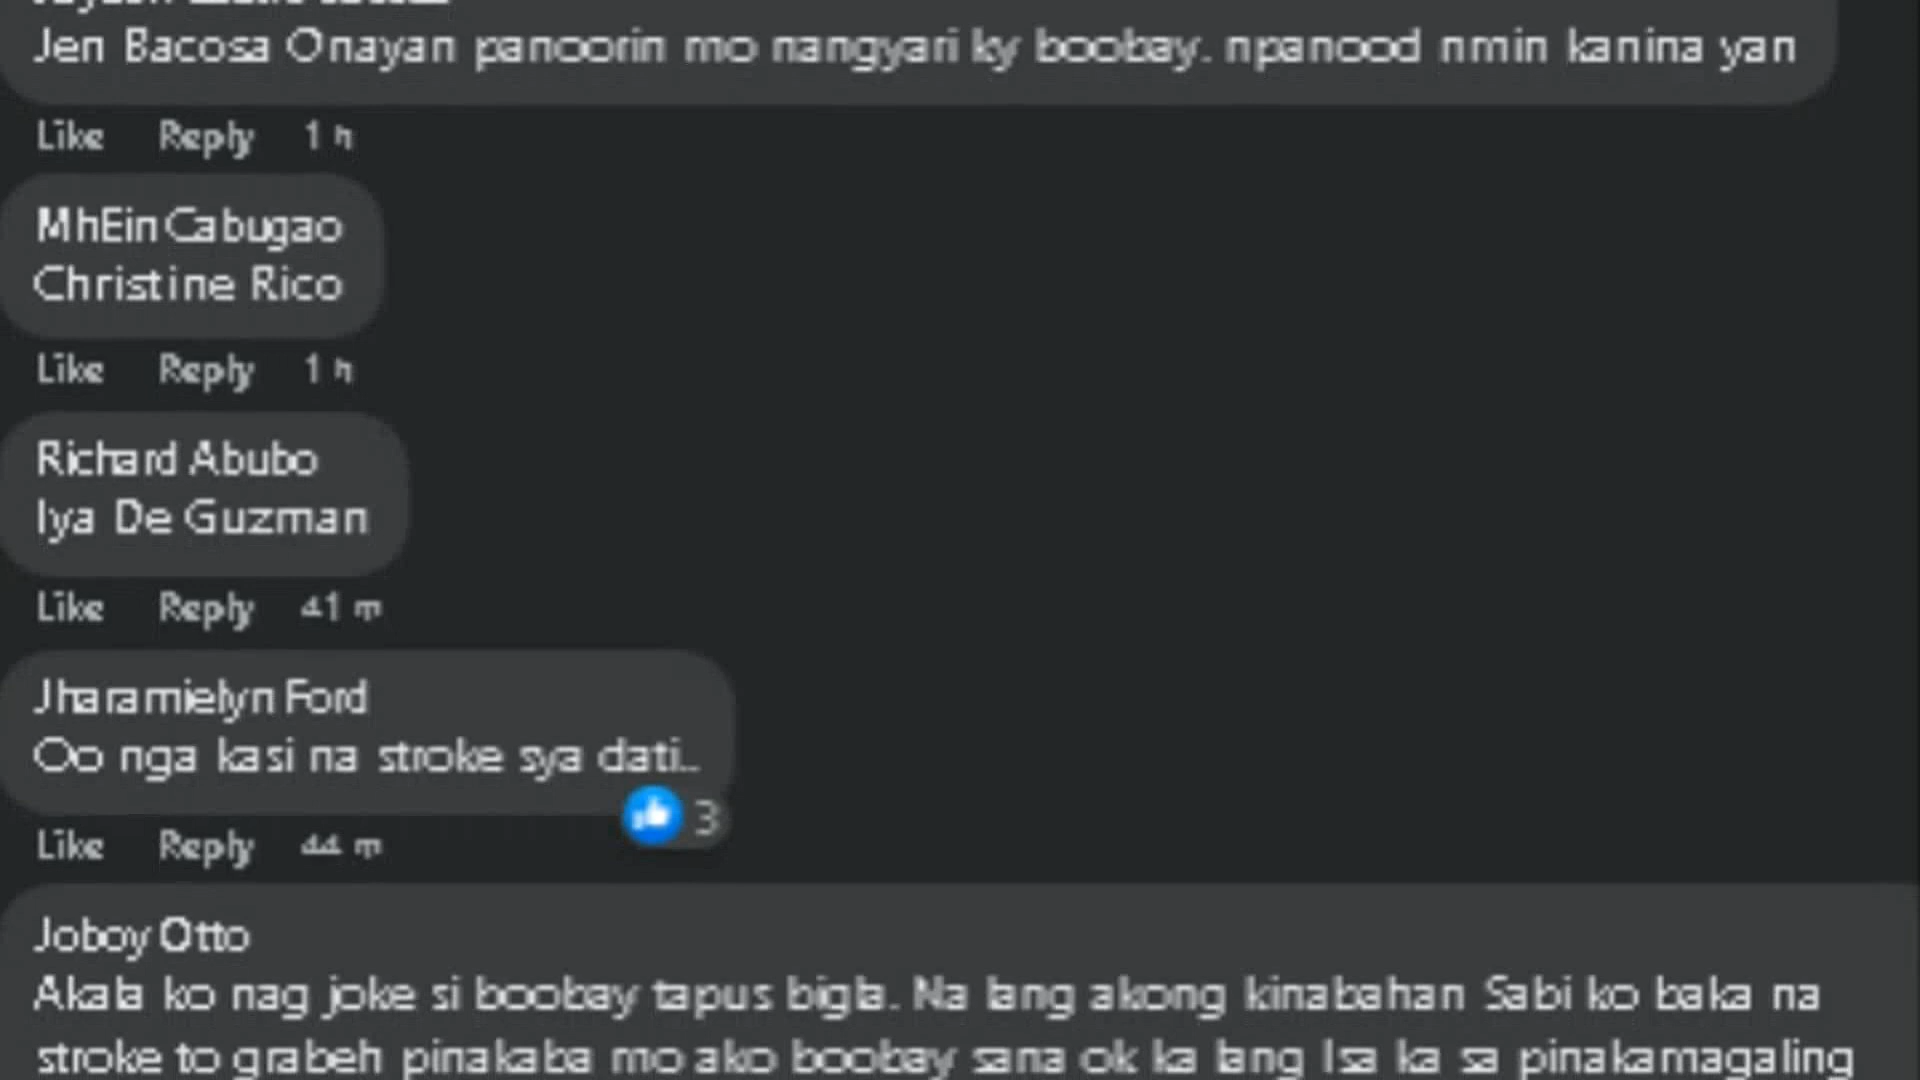 Jen Bacosa Onayan panoorin mo nangyari ky boobay. npanood nmin kanina yan
Like Reply 1 h
MhEin Cabugao
Christine Rico
Like Reply 1 h
Richard Abubo
Iya De Guzman
Like Reply 41 m
Jharamielyn Ford
Oo nga kasi na stroke sya dati..
3
Like Reply 44 m
Joboy Otto
Akala ko nag joke si boobay tapus bigla. Na lang akong kinabahan Sabi ko baka na
stroke to grabeh pinakaba mo ako boobay sana ok ka lang Isa ka sa pinakamagaling